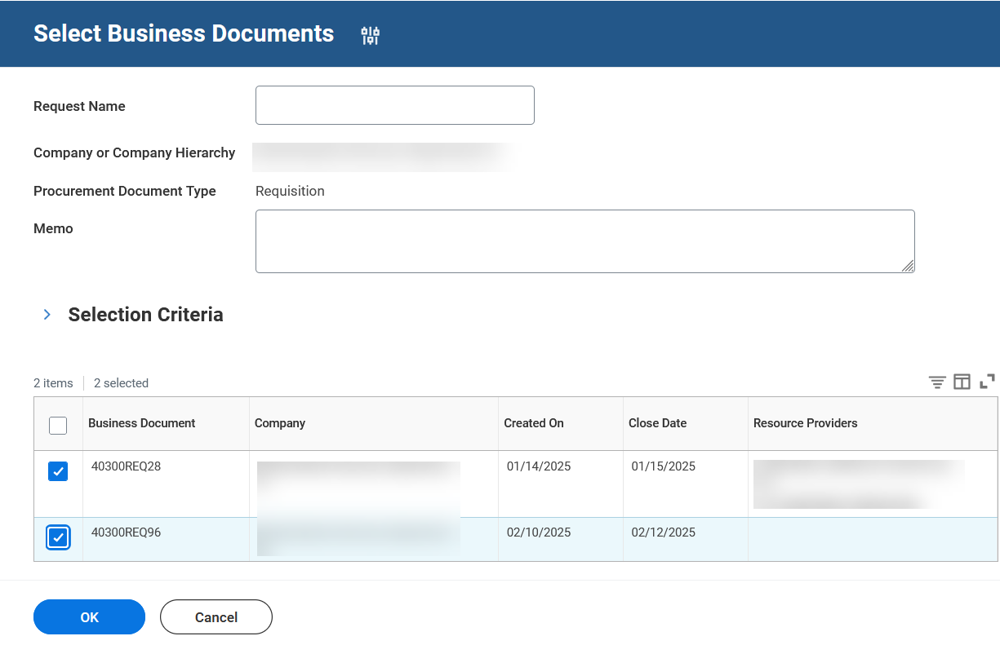 Select Business Documents
Request Name
Company or Company Hierarchy
Procurement Document Type Requisition
Memo
Selection Criteria
2 items 2 selected
Business Document Company Created On Close Date Resource Providers
40300REQ28 01/14/2025 01/15/2025
40300REQ96 02/10/2025 02/12/2025
OK Cancel